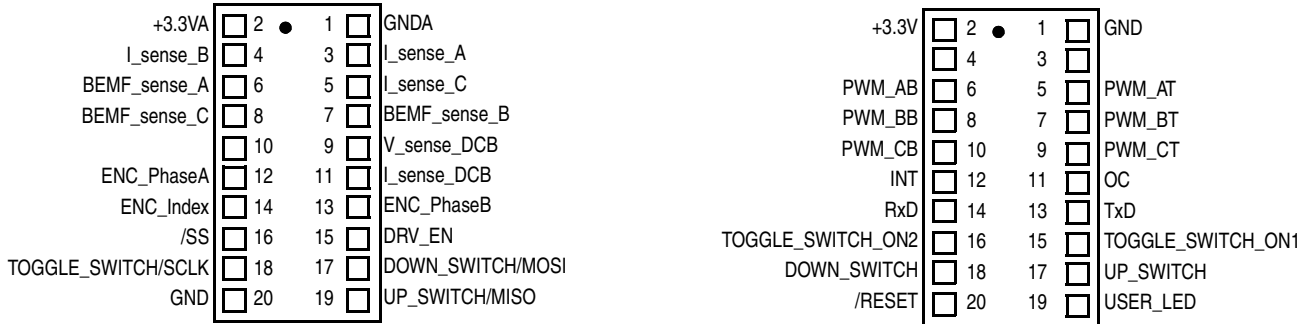 +3.3VA 2 1 GNDA
I_sense_B 4 3 I_sense_A
BEMF_sense_A 6 5 I_sense_C
BEMF_sense_C 8 7 BEMF_sense_B
10 9 V_sense_DCB
ENC_PhaseA 12 11 I_sense_DCB
ENC_Index 14 13 ENC_PhaseB
/SS 16 15 DRV_EN
TOGGLE_SWITCH/SCLK 18 17 DOWN_SWITCH/MOSI
GND 20 19 UP_SWITCH/MISO
+3.3V 2 1 GND
4 3
PWM_AB 6 5 PWM_AT
PWM_BB 8 7 PWM_BT
PWM_CB 10 9 PWM_CT
INT 12 11 OC
RxD 14 13 TxD
TOGGLE_SWITCH_ON2 16 15 TOGGLE_SWITCH_ON1
DOWN_SWITCH 18 17 UP_SWITCH
/RESET 20 19 USER_LED